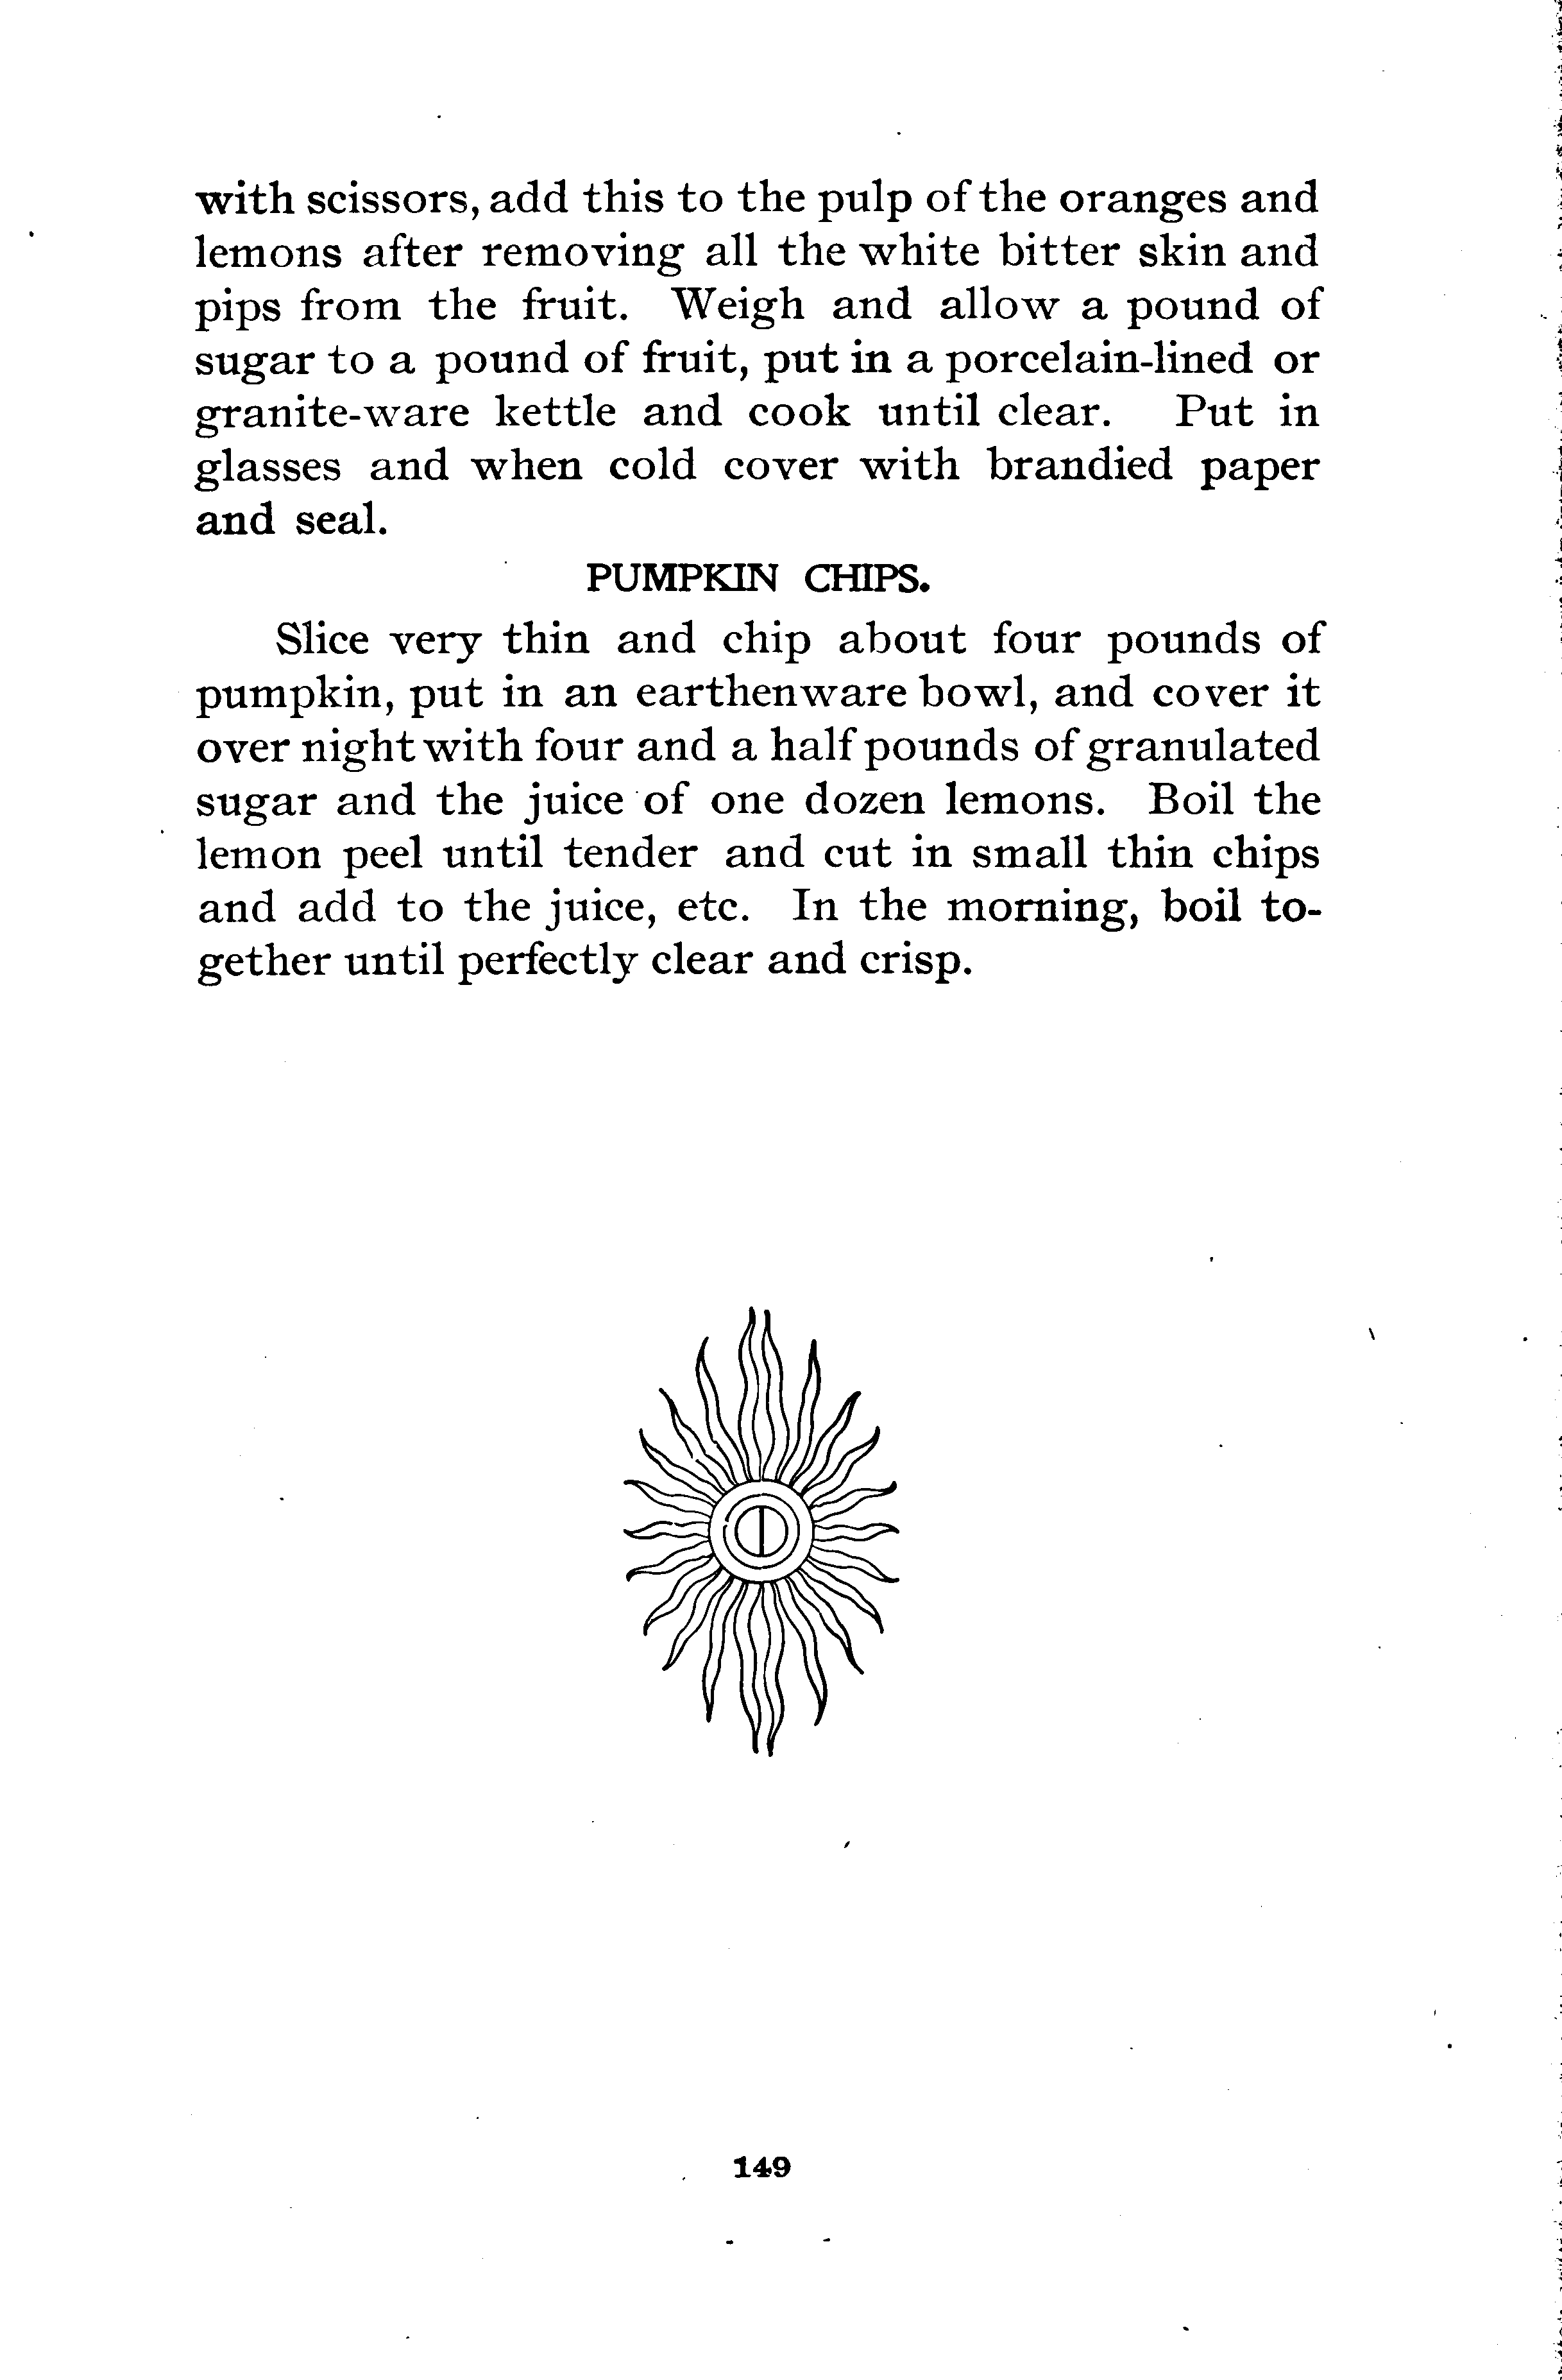 with scissors, add this to the pulp of the oranges and
lemons after removing all the white bitter skin and
pips from the fruit. Weigh and allow a pound of
sugar to a pound of fruit, put in a porcelain-lined or
granite-ware kettle and cook until clear. Put in
glasses and when cold cover with brandied paper
and seal.
PUMPKIN CHIPS.
Slice very thin and chip about four pounds of
pumpkin, put in an earthenware bowl, and cover it
over night with four and a half pounds of granulated
sugar and the juice of one dozen lemons. Boil the
lemon peel until tender and cut in small thin chips
and add to the juice, etc. In the morning, boil to-
gether until perfectly clear and crisp.
149